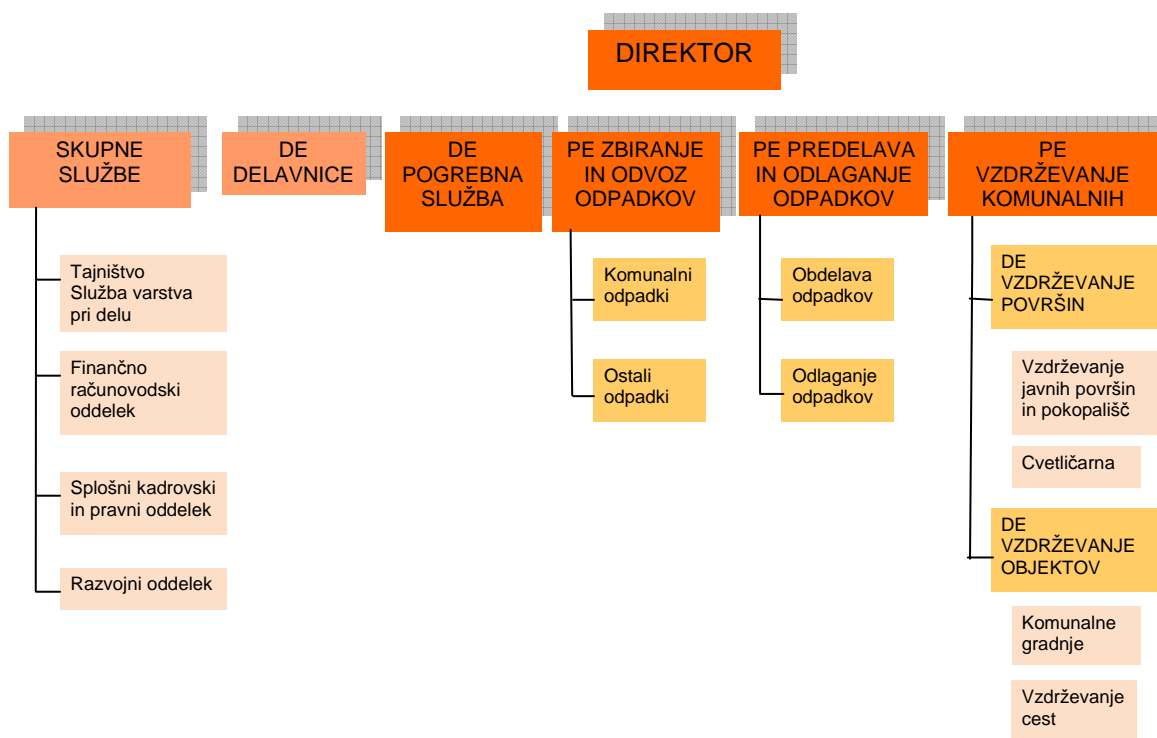 DIREKTOR
SKUPNE
SLUŽBE
DE
DELAVNICE
DE
POGREBNA
SLUŽBA
PE ZBIRANJE
IN ODVOZ
ODPADKOV
PE PREDELAVA
IN ODLAGANJE
ODPADKOV
PE
VZDRŽEVANJE
KOMUNALNIH
Tajništvo
Služba varstva
pri delu
Finančno
računovodski
oddelek
Splošni kadrovski
in pravni oddelek
Razvojni oddelek
Komunalni
odpadki
Ostali
odpadki
Obdelava
odpadkov
Odlaganje
odpadkov
DE
VZDRŽEVANJE
POVRŠIN
Vzdrževanje
javnih površin
in pokopališč
Cvetličarna
DE
VZDRŽEVANJE
OBJEKTOV
Komunalne
gradnje
Vzdrževanje
cest